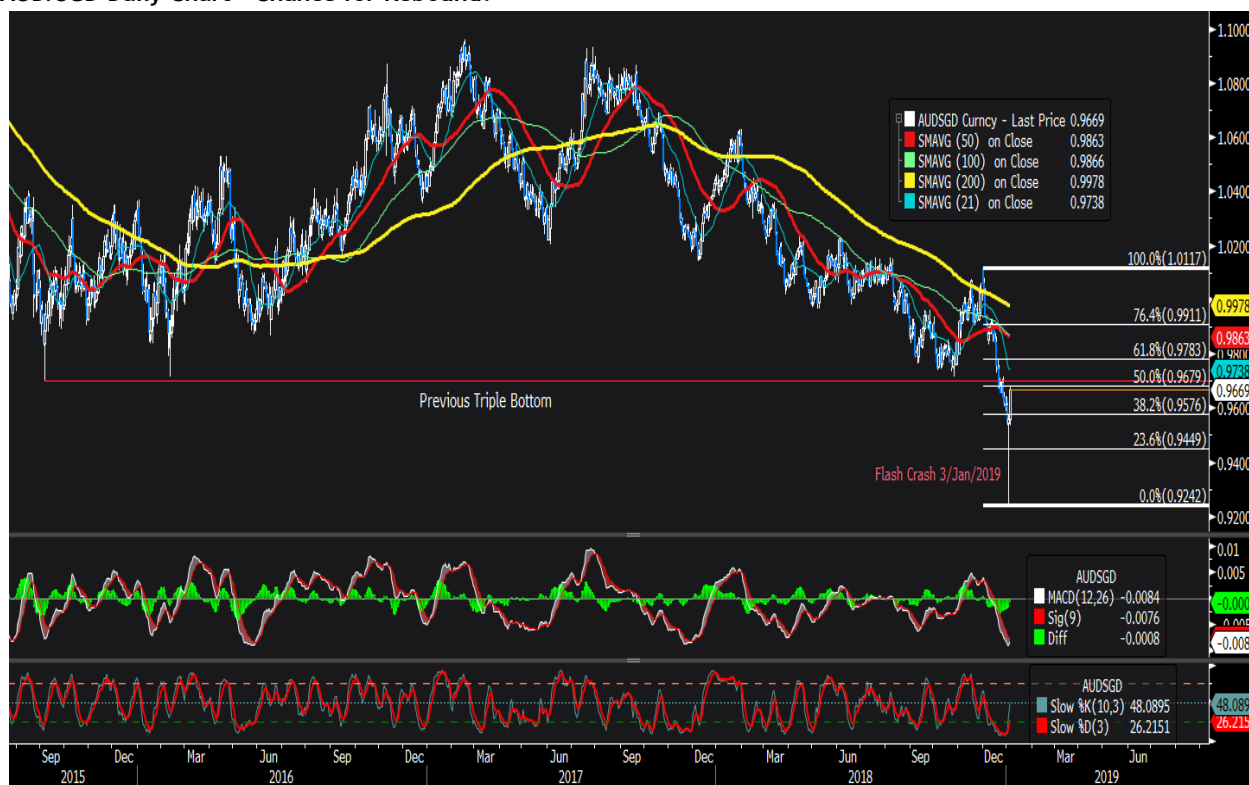 AUDSGD Curncy - Last Price 0.9669
SMAVG (50) on Close 0.9863
SMAVG (100) on Close 0.9866
SMAVG (200) on Close 0.9978
SMAVG (21) on Close 0.9738
1.1000
1.0800
1.0600
1.0400
1.0200
100.0%(1.0117)
0.9978
76.4%(0.9911)
0.9863
0.9800
61.8%(0.9783)
0.9738
50.0%(0.9679)
0.9669
Previous Triple Bottom
38.2%(0.9576)
0.9600
23.6%(0.9449)
0.9400
Flash Crash 3/Jan/2019
0.0%(0.9242)
0.9200
0.01
0.005
AUDSGD
MACD(12,26) -0.0084
Sig(9) -0.0076
Diff -0.0008
-0.000
-0.008
AUDSGD
Slow %K(10,3) 48.0895
Slow %D(3) 26.2151
48.089
26.215
Sep Dec Mar Jun Sep Dec Mar Jun Sep Dec Mar Jun Sep Dec Mar Jun
2015 2016 2017 2018 2019